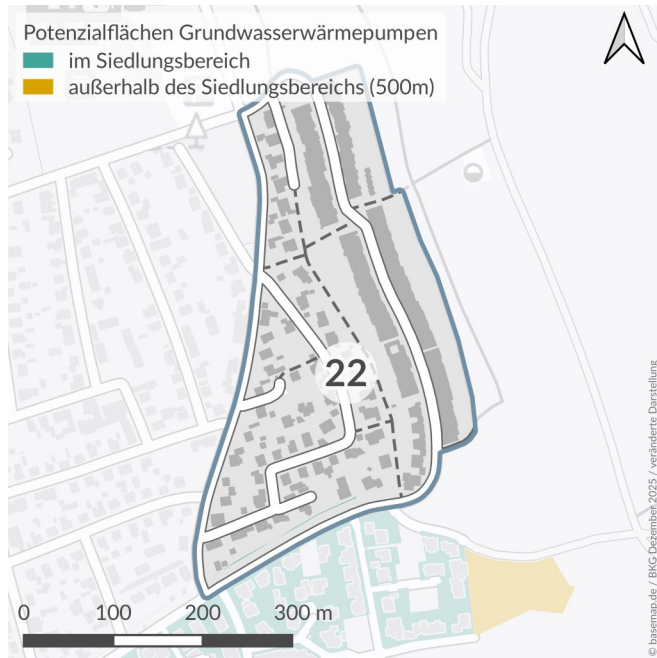 Potenzialflächen Grundwasserwärmepumpen
im Siedlungsbereich
außerhalb des Siedlungsbereichs (500m)
22
© basemap.de / BKG Dezember 2025 / veränderte Darstellung
0 100 200 300 m